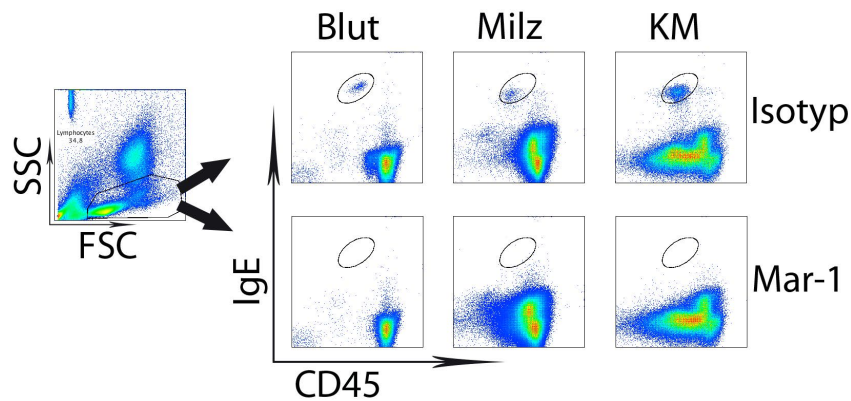 Blut Milz KM
Isotyp
Lymphocytes
34,8
SSC
FSC
IgE
Mar-1
CD45